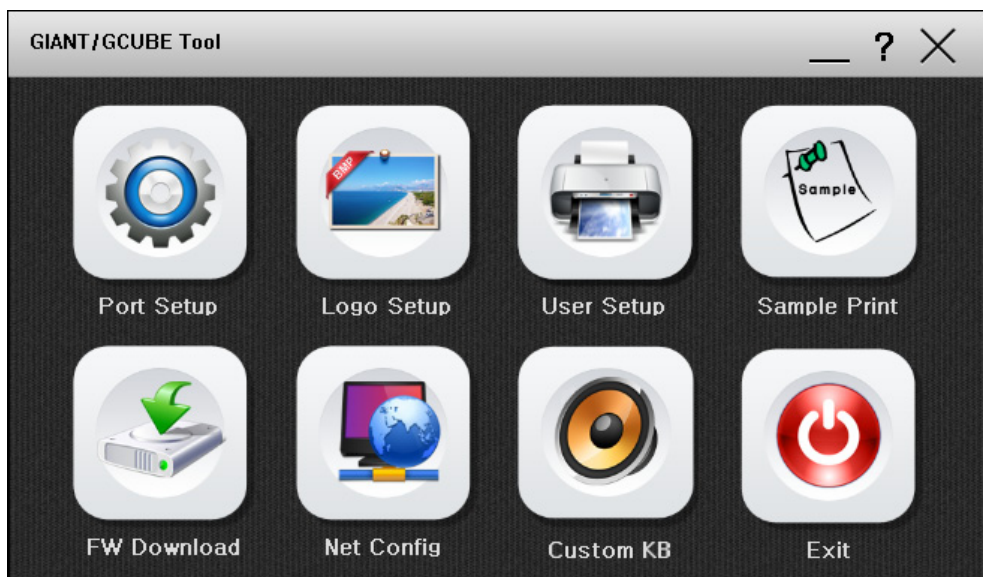 GIANT/GCUBE Tool
?
BMP
Sample
Port Setup
Logo Setup
User Setup
Sample Print
FW Download
Net Config
Custom KB
Exit